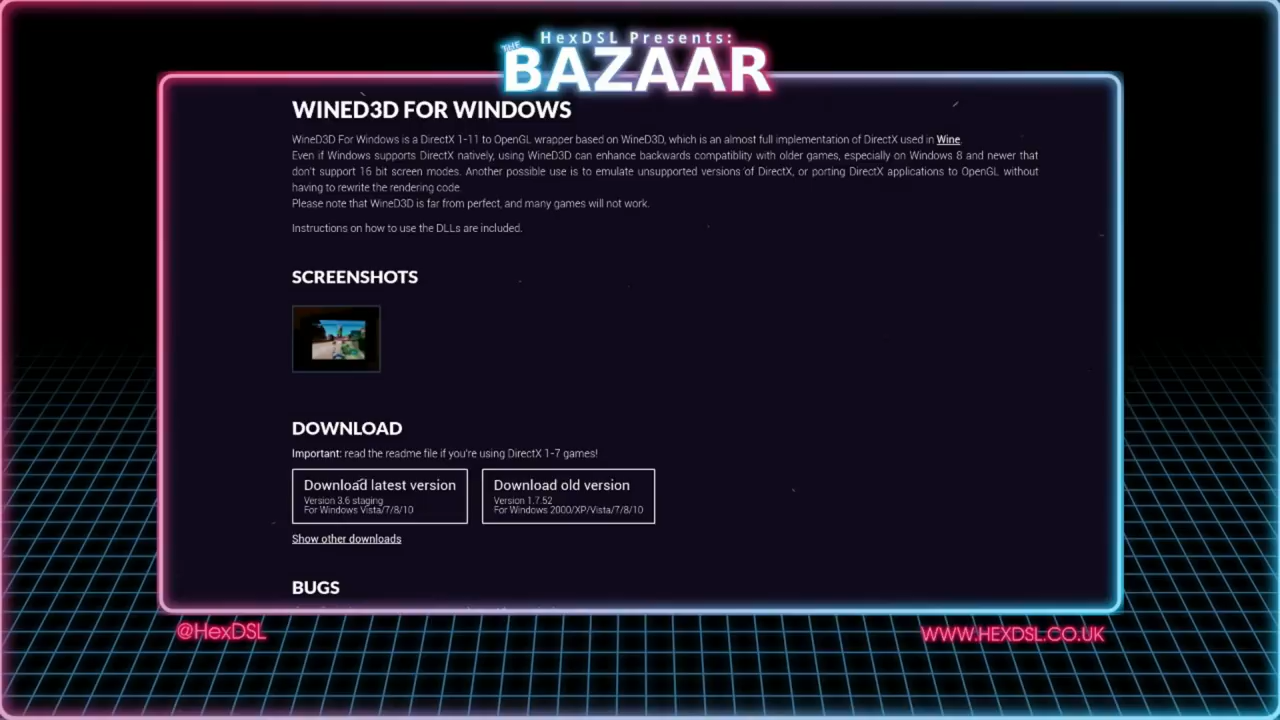 HexDSL Presents:
THE
BAZAAR
WINED3D FOR WINDOWS
WineD3D For Windows is a DirectX 1-11 to OpenGL wrapper based on WineD3D, which is an almost full implementation of DirectX used in Wine.
Even if Windows supports DirectX natively, using WineD3D can enhance backwards compatiblity with older games, especially on Windows 8 and newer that
don't support 16 bit screen modes. Another possible use is to emulate unsupported versions of DirectX, or porting DirectX applications to OpenGL without
having to rewrite the rendering code.
Please note that WineD3D is far from perfect, and many games will not work.
Instructions on how to use the DLLs are included.
SCREENSHOTS
DOWNLOAD
Important: read the readme file if you're using DirectX 1-7 games!
Download latest version
Version 3.6 staging
For Windows Vista/7/8/10
Download old version
Version 1.7.52
For Windows 2000/XP/Vista/7/8/10
Show other downloads
BUGS
@HexDSL
WWW.HEXDSL.CO.UK